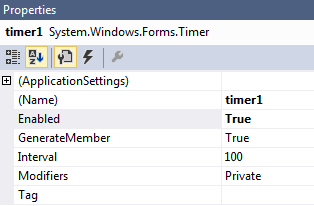 Properties
timer1 System.Windows.Forms.Timer
(ApplicationSettings)
(Name) timer1
Enabled True
GenerateMember True
Interval 100
Modifiers Private
Tag